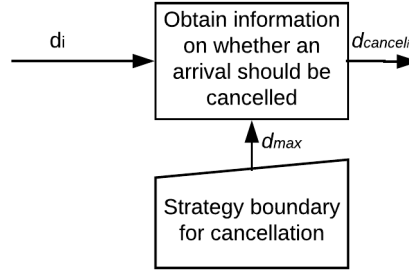 Obtain information
on whether an
arrival should be
cancelled
di
dcanceli
dmax
Strategy boundary
for cancellation